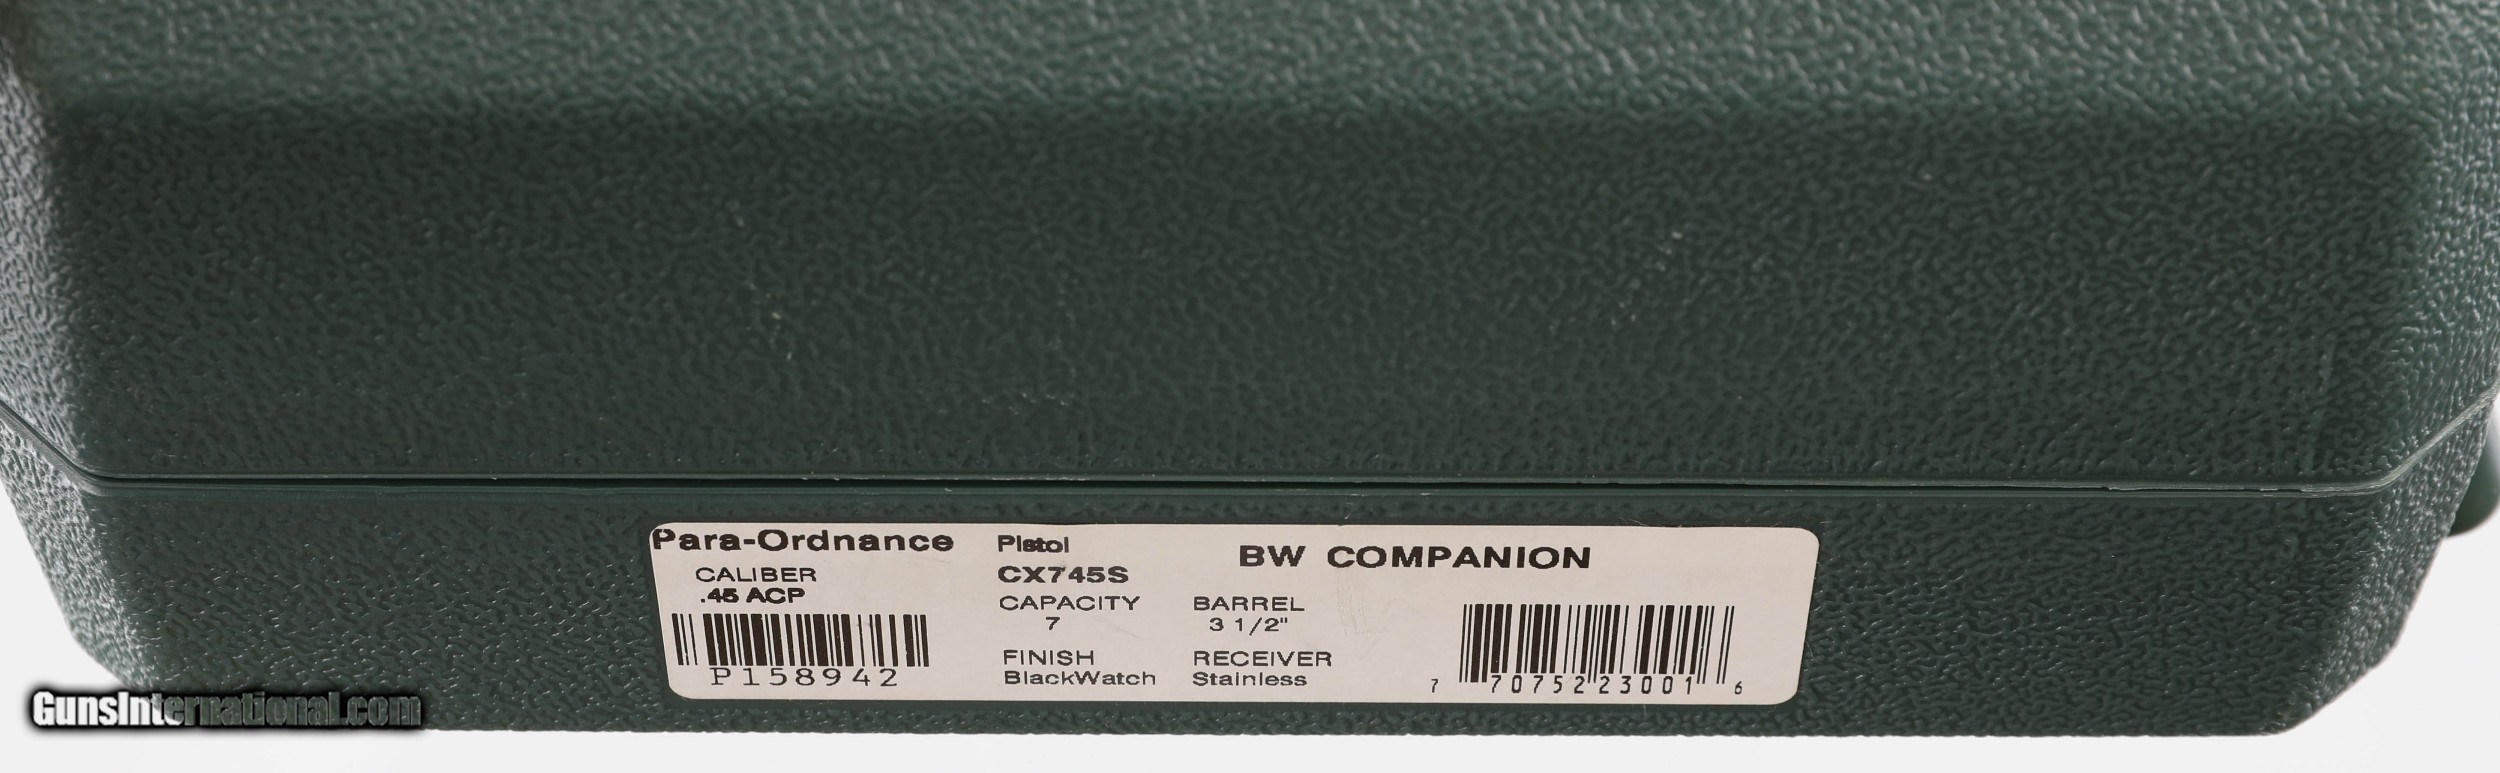 Para-Ordnance
CALIBER
.45 ACP
P158942
Pistol
CX745S
CAPACITY
7
FINISH
BlackWatch
BW COMPANION
BARREL
3 1/2"
RECEIVER
Stainless
7 70752 23001 6
GunsInternational.com